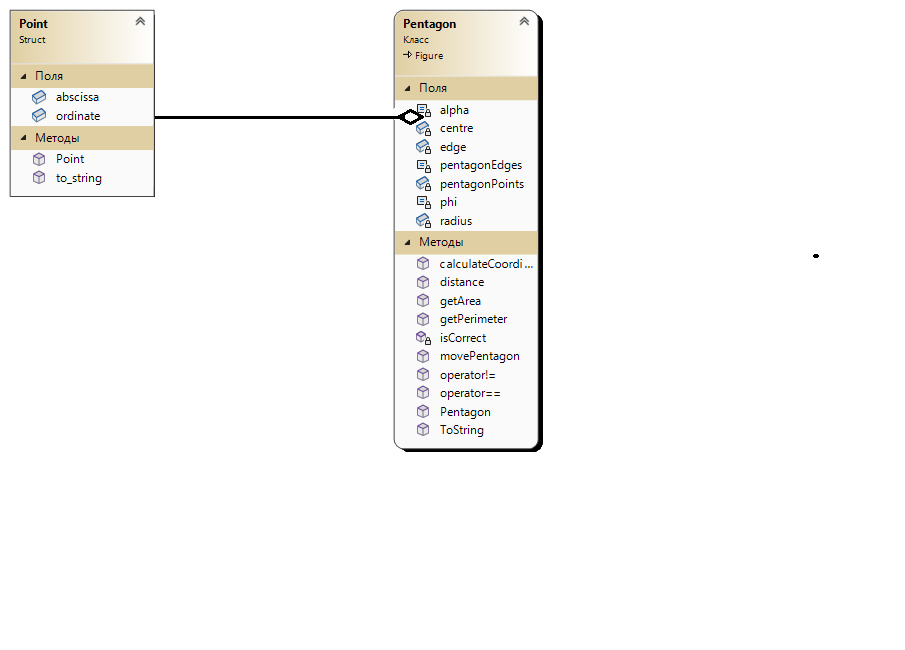 Point
Struct
Поля
abscissa
ordinate
Методы
Point
to_string
Pentagon
Класс
Figure
Поля
alpha
centre
edge
pentagonEdges
pentagonPoints
phi
radius
Методы
calculateCoordi...
distance
getArea
getPerimeter
isCorrect
movePentagon
operator!=
operator==
Pentagon
ToString